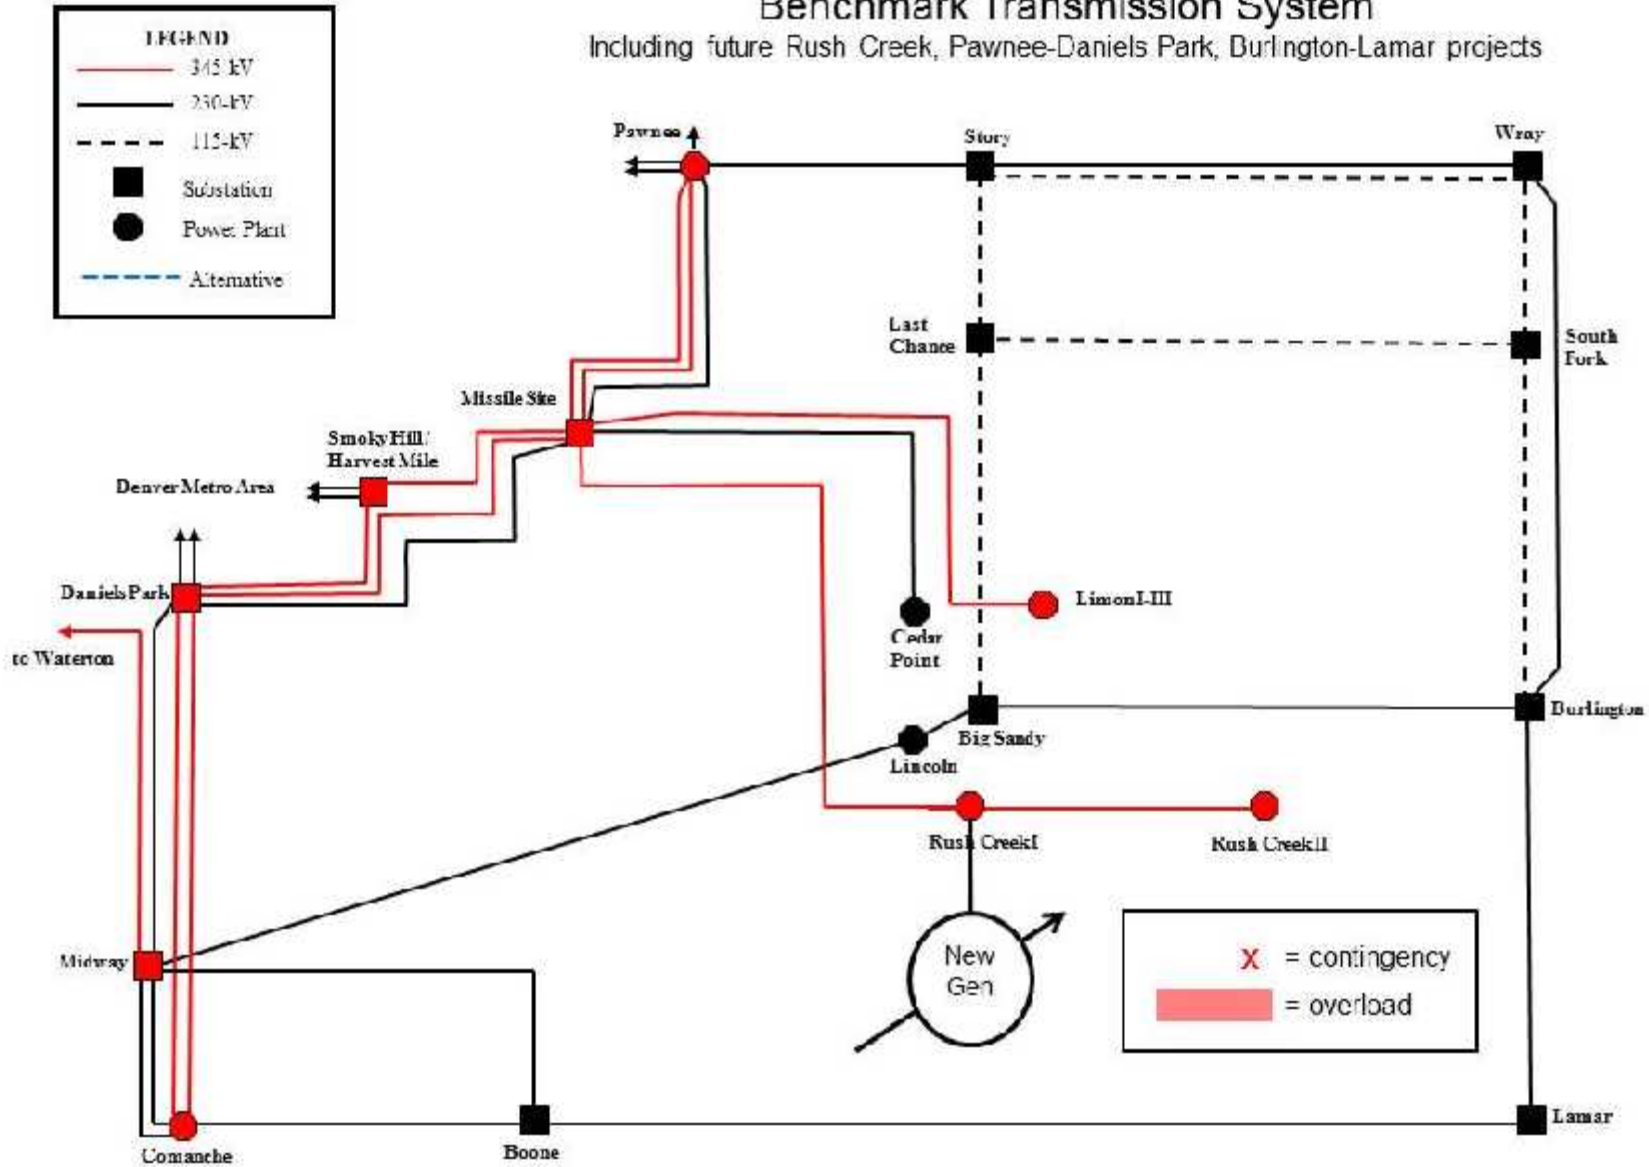 Benchmark Transmission System
Including future Rush Creek, Pawnee-Daniels Park, Burlington-Lamar projects
LEGEND
345-kV
230-kV
115-kV
Substation
Power Plant
Alternative
Pawnee
Story
Wray
Last
Chance
South
Fork
Missile Site
Smoky Hill/
Harvest Mile
Denver Metro Area
Daniels Park
to Waterton
Limon I-III
Cedar
Point
Big Sandy
Burlington
Lincoln
Rush Creek I
Rush Creek II
New
Gen
X = contingency
= overload
Midway
Comanche
Boone
Lamar